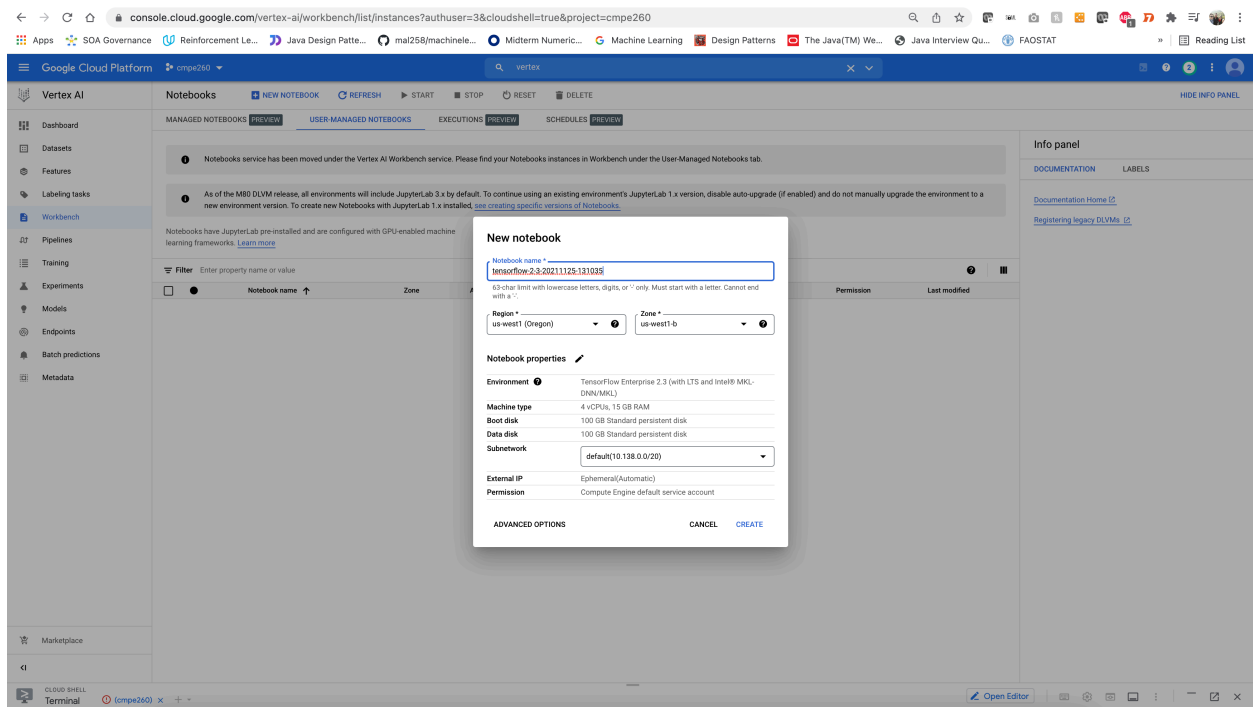 console.cloud.google.com/vertex-ai/workbench/list/instances?authuser=3&cloudshell=true&project=cmpe260
Apps SOA Governance Reinforcement Le... Java Design Patte... mal258/machinele... Midterm Numeric... Machine Learning Design Patterns The Java(TM) We... Java Interview Qu... FAOSTAT » Reading List
Google Cloud Platform cmpe260 vertex 2
Vertex AI
Notebooks NEW NOTEBOOK REFRESH START STOP RESET DELETE HIDE INFO PANEL
MANAGED NOTEBOOKS PREVIEW USER-MANAGED NOTEBOOKS EXECUTIONS PREVIEW SCHEDULES PREVIEW
Dashboard
Datasets
Features
Labeling tasks
Workbench
Pipelines
Training
Experiments
Models
Endpoints
Batch predictions
Metadata
Marketplace
Notebooks service has been moved under the Vertex AI Workbench service. Please find your Notebooks instances in Workbench under the User-Managed Notebooks tab.
As of the M80 DLVM release, all environments will include JupyterLab 3.x by default. To continue using an existing environment's JupyterLab 1.x version, disable auto-upgrade (if enabled) and do not manually upgrade the environment to a
new environment version. To create new Notebooks with JupyterLab 1.x installed, see creating specific versions of Notebooks.
Notebooks have JupyterLab pre-installed and are configured with GPU-enabled machine
learning frameworks. Learn more
Filter Enter property name or value
Notebook name Zone Permission Last modified
New notebook
Notebook name *
tensorflow-2-3-20211125-131035
63-char limit with lowercase letters, digits, or '-' only. Must start with a letter. Cannot end
with a '-'.
Region * Zone *
us-west1 (Oregon) us-west1-b
Notebook properties
Environment TensorFlow Enterprise 2.3 (with LTS and Intel® MKL-
DNN/MKL)
Machine type 4 vCPUs, 15 GB RAM
Boot disk 100 GB Standard persistent disk
Data disk 100 GB Standard persistent disk
Subnetwork default(10.138.0.0/20)
External IP Ephemeral(Automatic)
Permission Compute Engine default service account
ADVANCED OPTIONS CANCEL CREATE
Info panel
DOCUMENTATION LABELS
Documentation Home
Registering legacy DLVMs
CLOUD SHELL
Terminal (cmpe260) Open Editor